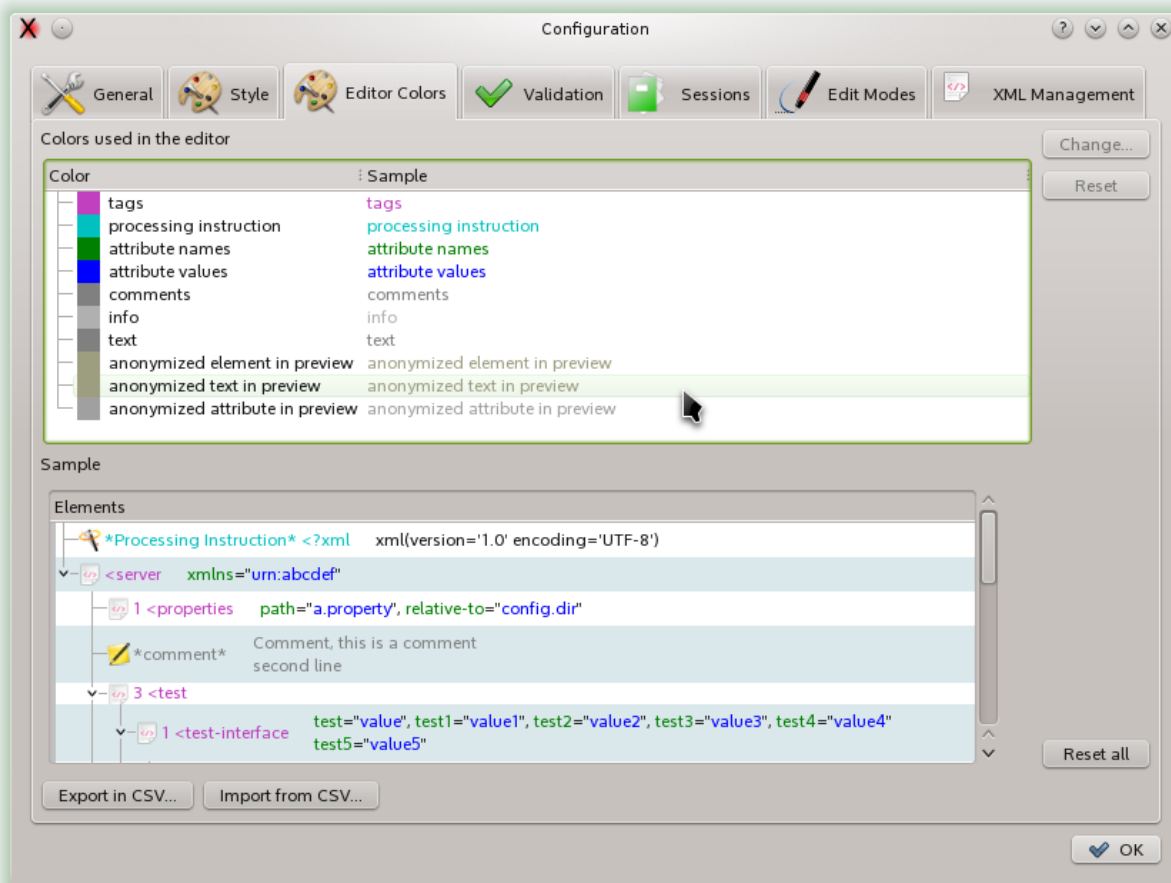 Configuration
General Style Editor Colors Validation Sessions Edit Modes XML Management
Colors used in the editor
Change...
Reset
Color Sample
tags tags
processing instruction processing instruction
attribute names attribute names
attribute values attribute values
comments comments
info info
text text
anonymized element in preview anonymized element in preview
anonymized text in preview anonymized text in preview
anonymized attribute in preview anonymized attribute in preview
Sample
Elements
*Processing Instruction* <?xml xml(version='1.0' encoding='UTF-8')
<server xmlns="urn:abcdef"
1 <properties path="a.property", relative-to="config.dir"
*comment* Comment, this is a comment
second line
3 <test
1 <test-interface test="value", test1="value1", test2="value2", test3="value3", test4="value4"
test5="value5"
Reset all
Export in CSV... Import from CSV...
OK